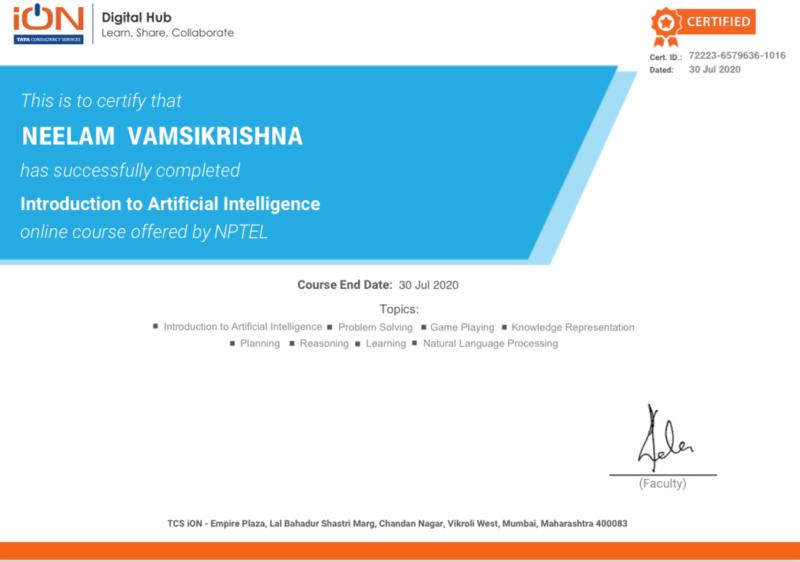 iON
TATA CONSULTANCY SERVICES
Digital Hub
Learn, Share, Collaborate
CERTIFIED
Cert. ID.: 72223-6579636-1016
Dated: 30 Jul 2020
This is to certify that
NEELAM VAMSIKRISHNA
has successfully completed
Introduction to Artificial Intelligence
online course offered by NPTEL
Course End Date: 30 Jul 2020
Topics:
▪ Introduction to Artificial Intelligence ▪ Problem Solving ▪ Game Playing ▪ Knowledge Representation
▪ Planning ▪ Reasoning ▪ Learning ▪ Natural Language Processing
(Faculty)
TCS iON - Empire Plaza, Lal Bahadur Shastri Marg, Chandan Nagar, Vikroli West, Mumbai, Maharashtra 400083